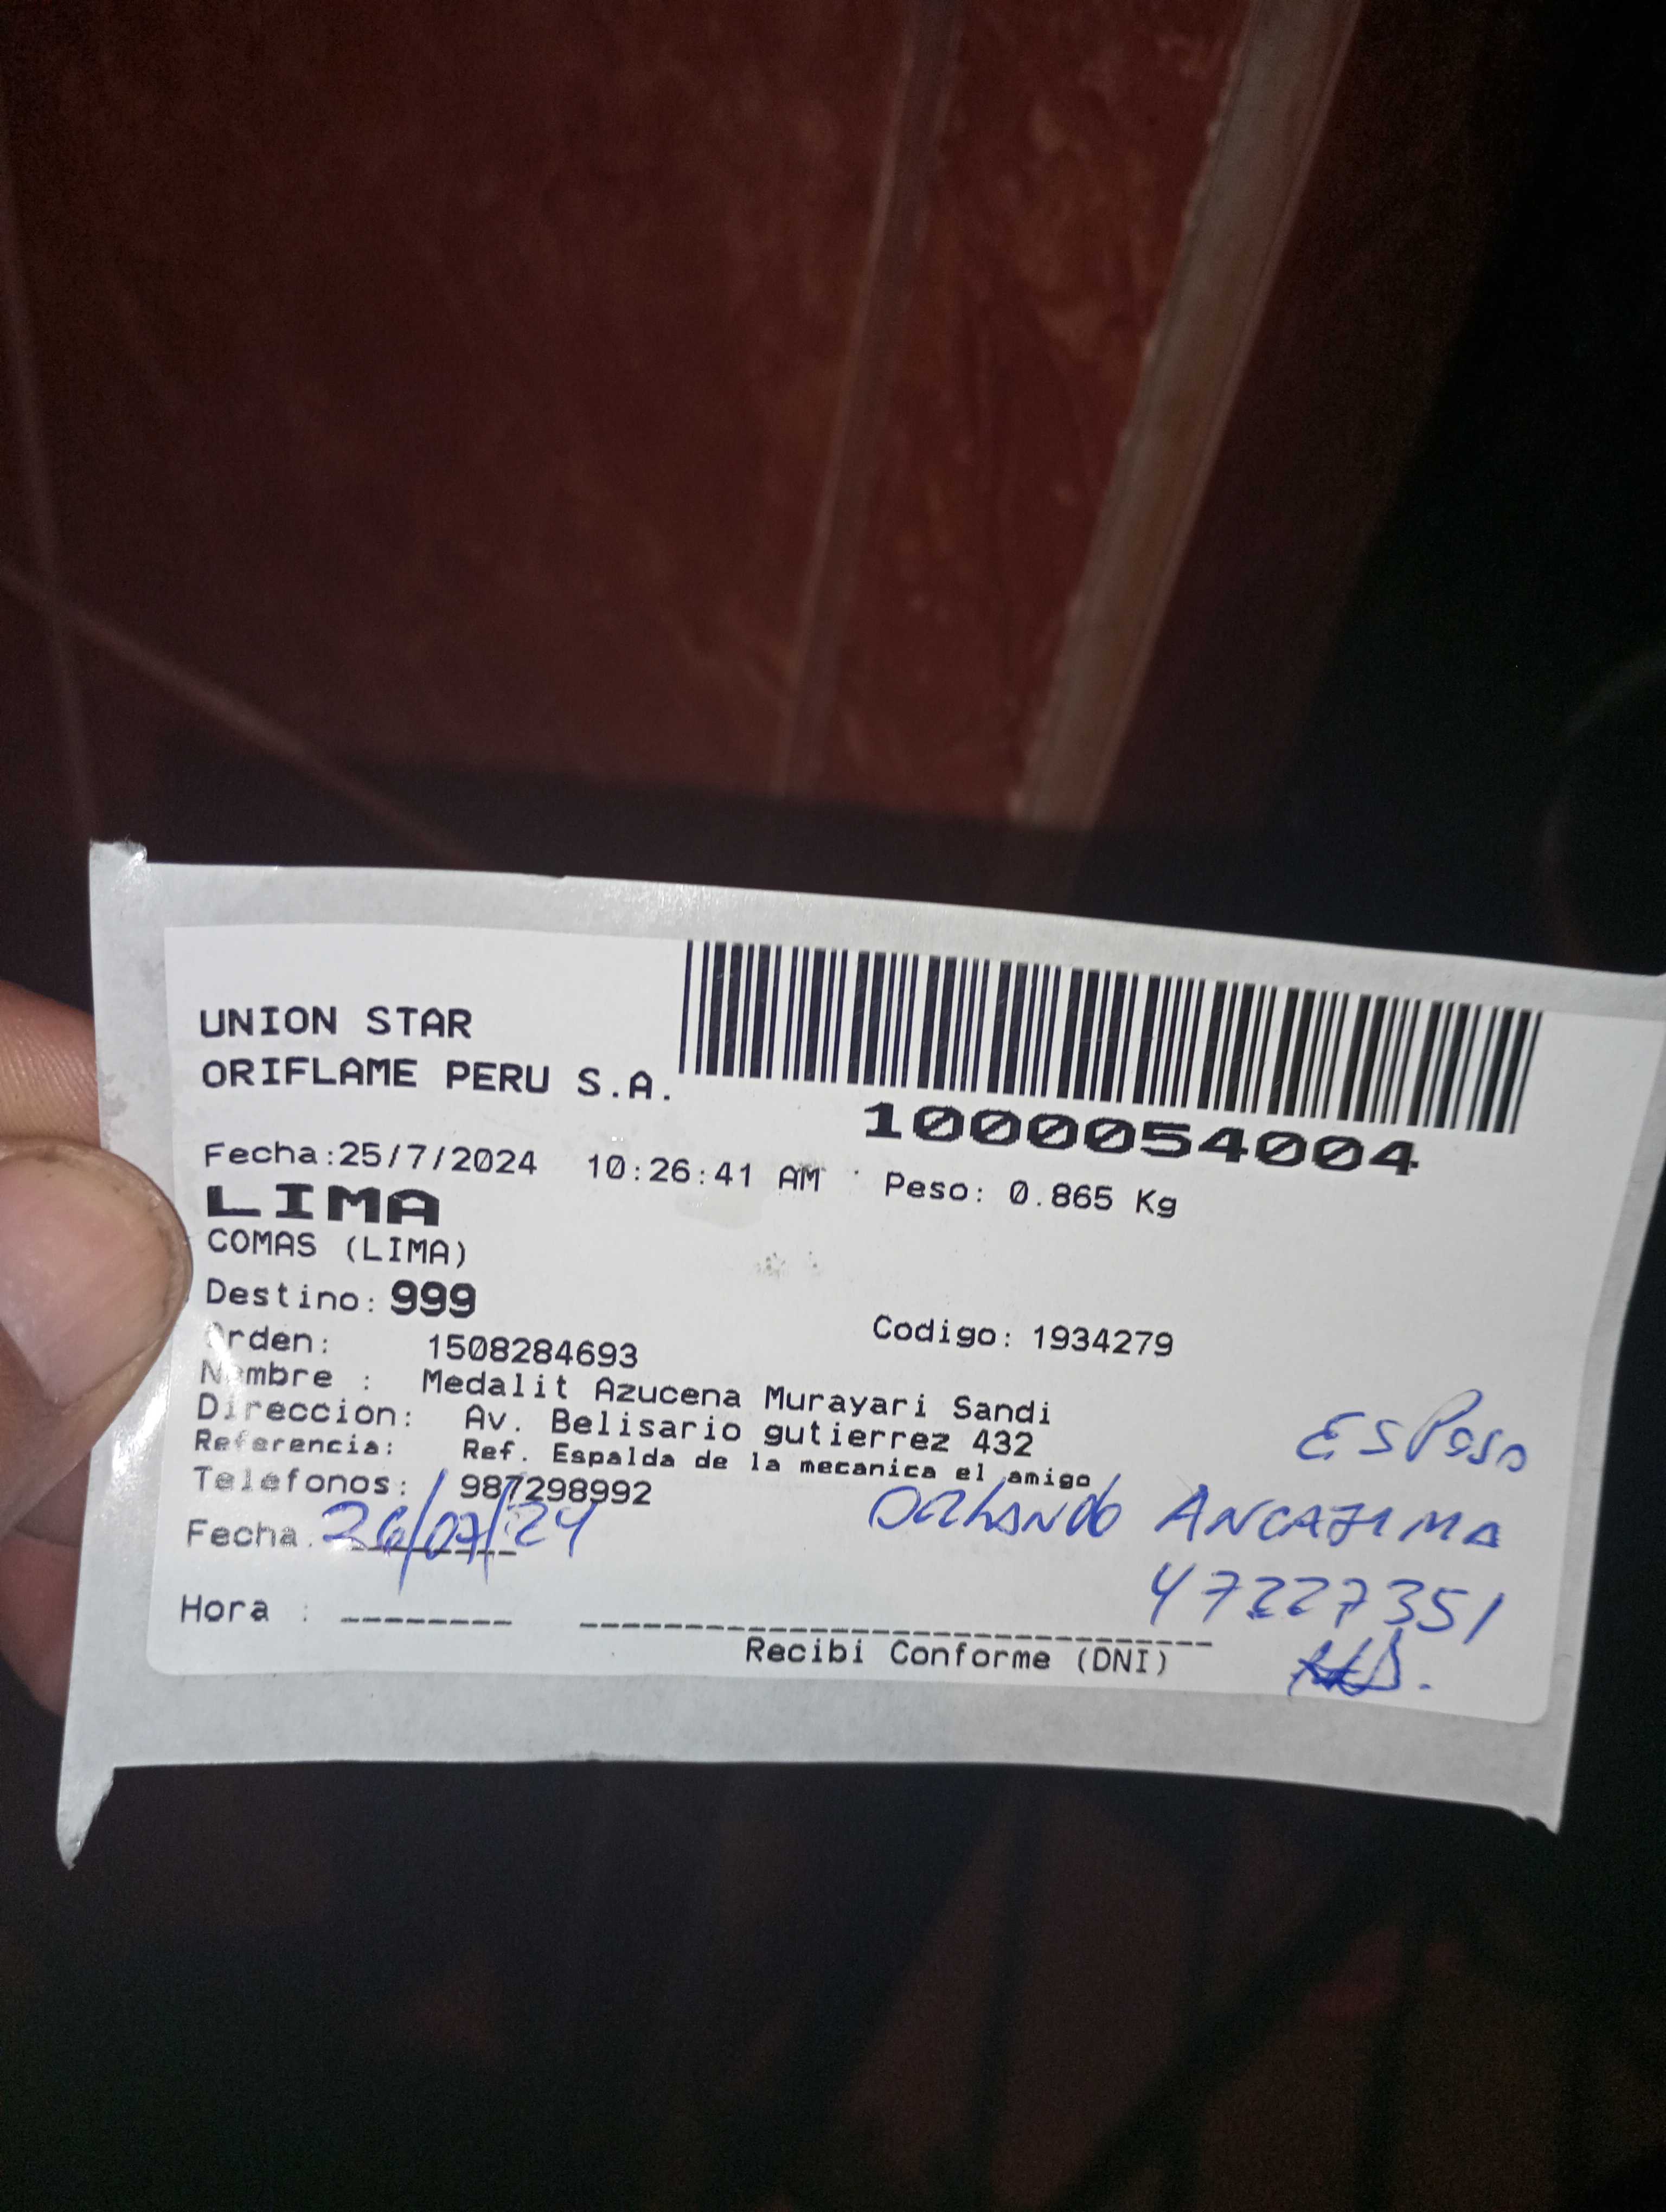 UNION STAR
ORIFLAME PERU S.A.
1000054004
Fecha:25/7/2024 10:26:41 AM Peso: 0.865 Kg
LIMA
COMAS (LIMA)
Destino: 999
Orden: 1508284693 Codigo: 1934279
Nombre : Medalit Azucena Murayari Sandi
Direccion: Av. Belisario gutierrez 432
Referencia: Ref. Espalda de la mecanica el amigo
Telefonos: 987298992
ESPOSO
Fecha. 26/07/24 ORLANDO ANCAJIMA
47227351
Hora : --------
Recibi Conforme (DNI)